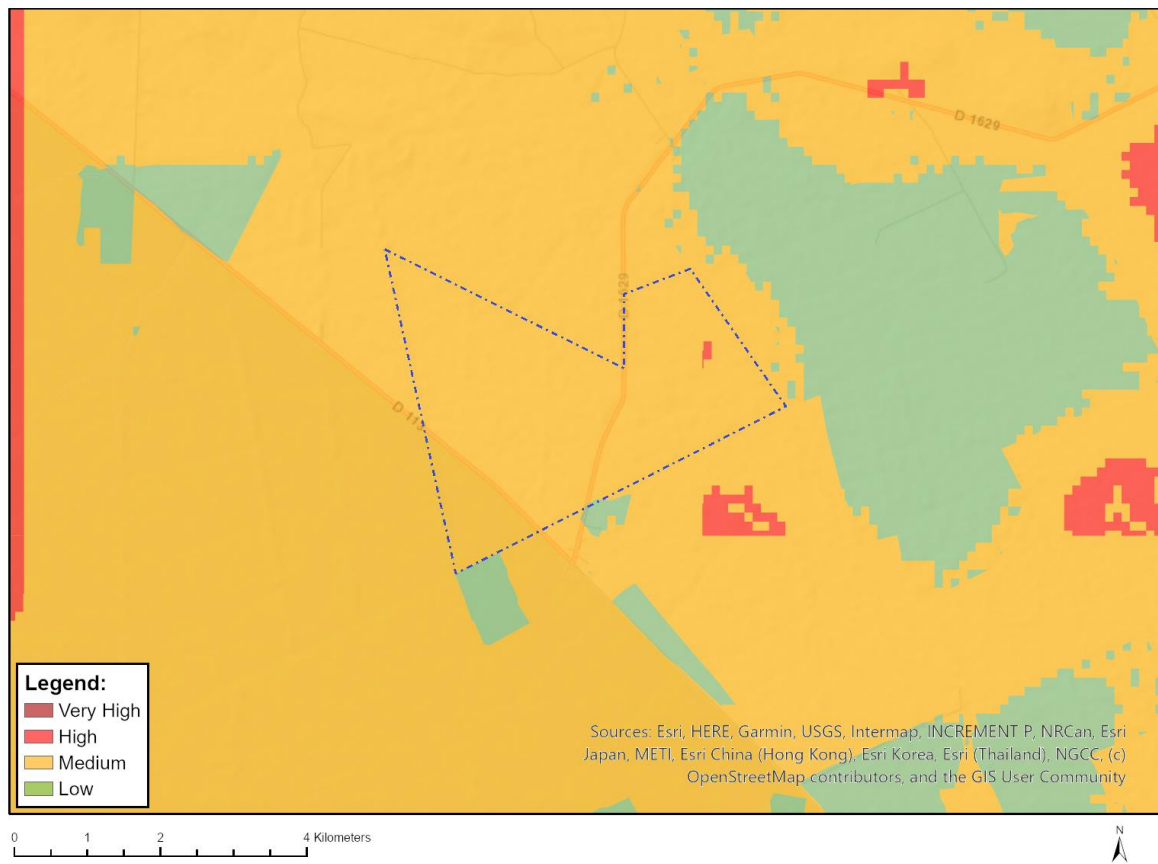 D 1629
D 1629
D 119
Legend:
Very High
High
Medium
Low
Sources: Esri, HERE, Garmin, USGS, Intermap, INCREMENT P, NRCan, Esri
Japan, METI, Esri China (Hong Kong), Esri Korea, Esri (Thailand), NGCC, (c)
OpenStreetMap contributors, and the GIS User Community
0 1 2 4 Kilometers
N